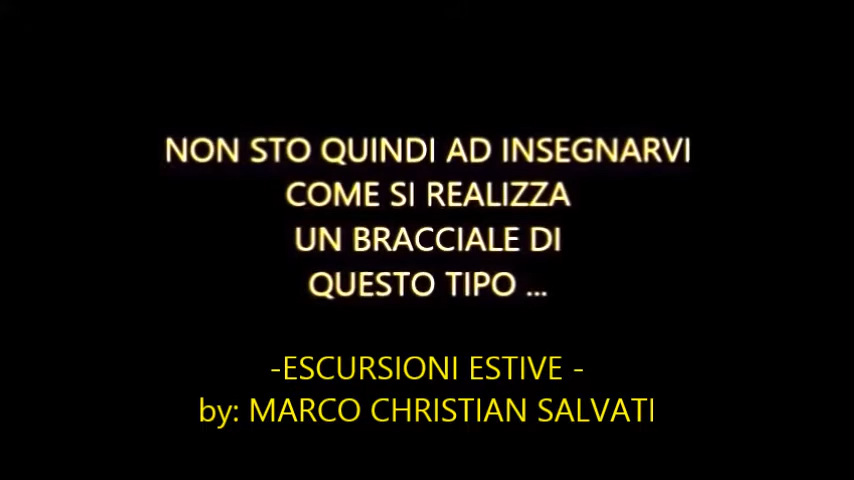 NON STO QUINDI AD INSEGNARVI
COME SI REALIZZA
UN BRACCIALE DI
QUESTO TIPO ...
-ESCURSIONI ESTIVE -
by: MARCO CHRISTIAN SALVATI